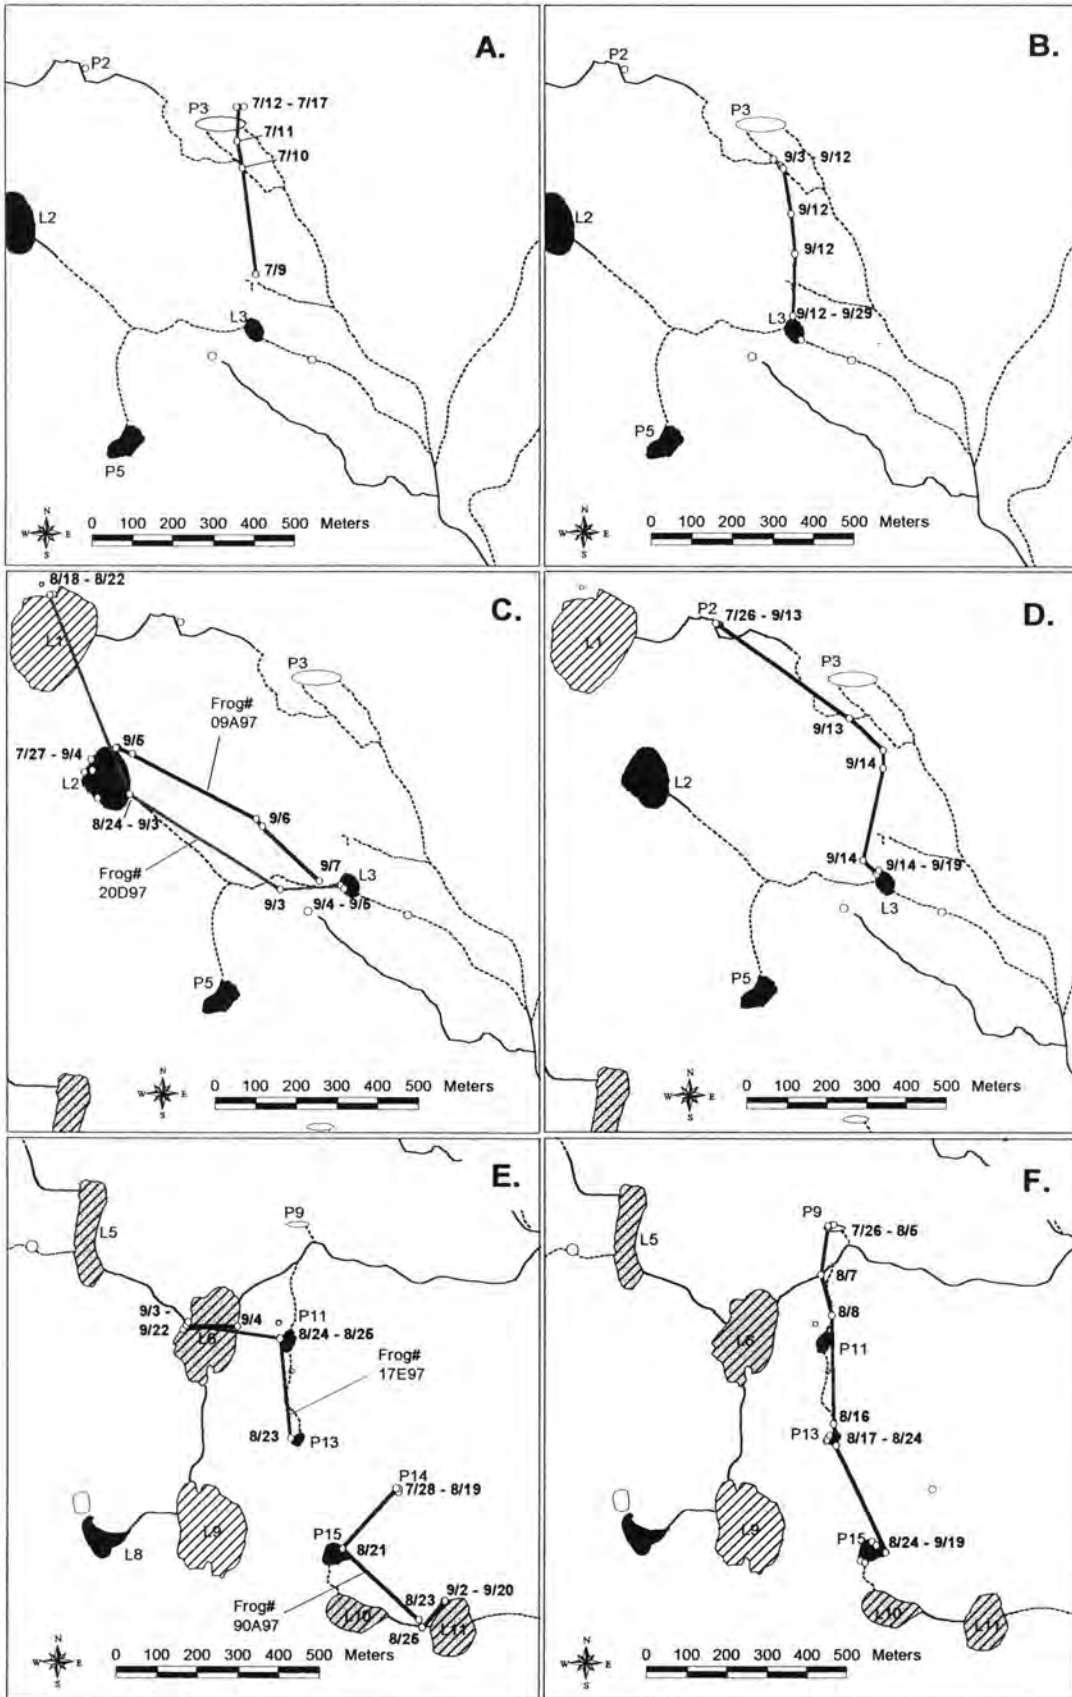 A.
P2
P3
7/12 - 7/17
7/11
7/10
L2
7/9
L3
P5
N
W E
S
0 100 200 300 400 500 Meters
B.
P2
P3
9/3 - 9/12
L2
9/12
9/12
L3
9/12 - 9/29
P5
N
W E
S
0 100 200 300 400 500 Meters
C.
8/18 - 8/22
L1
P3
Frog#
09A97
9/5
7/27 - 9/4
L2
8/24 - 9/3
9/6
Frog#
20D97
9/7
L3
9/3
9/4 - 9/6
P5
N
W E
S
0 100 200 300 400 500 Meters
D.
P2
7/26 - 9/13
L1
P3
9/13
9/14
L2
9/14
9/14 - 9/19
L3
P5
N
W E
S
0 100 200 300 400 500 Meters
E.
L5
P9
9/3 -
9/22
9/4
L6
P11
8/24 - 8/25
Frog#
17E97
8/23
P13
P14
7/28 - 8/19
L9
L8
P15
8/21
Frog#
90A97
8/23
9/2 - 9/20
L10
L11
8/25
N
W E
S
0 100 200 300 400 500 Meters
F.
P9
7/26 - 8/5
L5
8/7
8/8
L6
P11
8/16
P13
8/17 - 8/24
L9
P15
8/24 - 9/19
L10
L11
N
W E
S
0 100 200 300 400 500 Meters